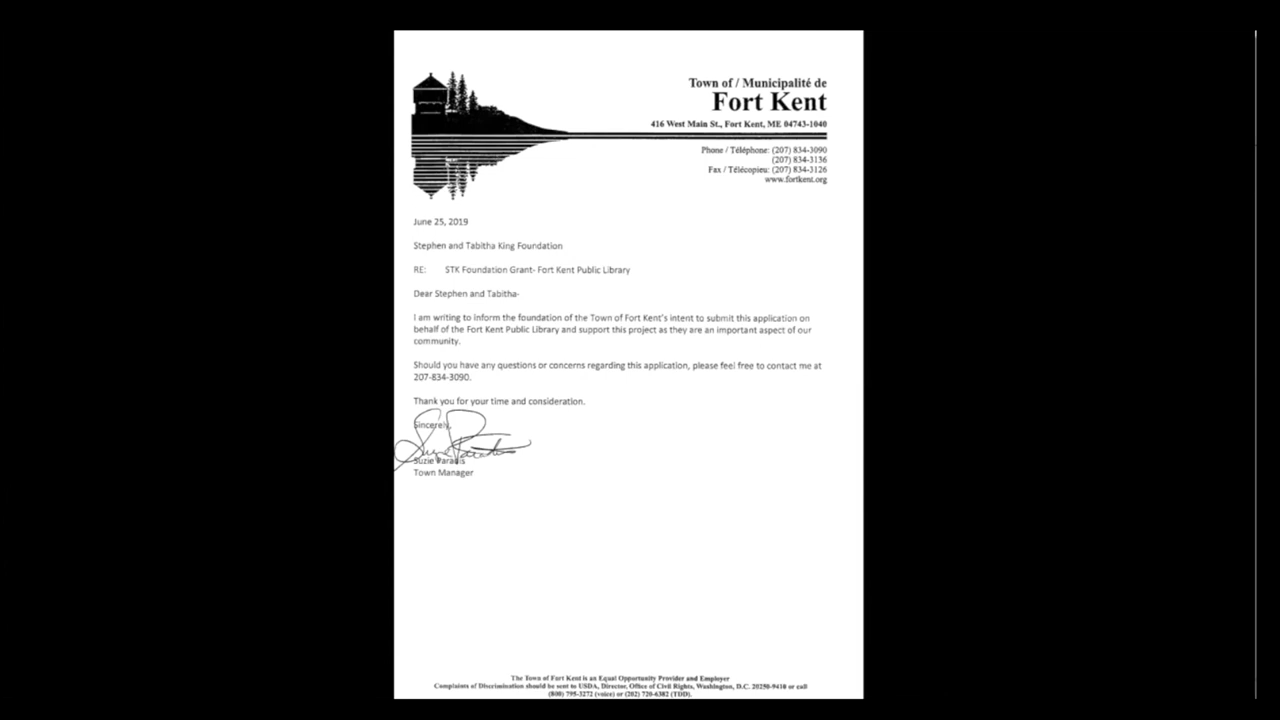 Town of / Municipalité de
Fort Kent
416 West Main St., Fort Kent, ME 04743-1040
Phone / Téléphone: (207) 834-3090
(207) 834-3136
Fax / Télécopieu: (207) 834-3126
www.fortkent.org
June 25, 2019
Stephen and Tabitha King Foundation
RE: STK Foundation Grant- Fort Kent Public Library
Dear Stephen and Tabitha-
I am writing to inform the foundation of the Town of Fort Kent's intent to submit this application on
behalf of the Fort Kent Public Library and support this project as they are an important aspect of our
community.
Should you have any questions or concerns regarding this application, please feel free to contact me at
207-834-3090.
Thank you for your time and consideration.
Sincerely,
Suzie Paradis
Suzie Paradis
Town Manager
The Town of Fort Kent is an Equal Opportunity Provider and Employer
Complaints of Discrimination should be sent to USDA, Director, Office of Civil Rights, Washington, D.C. 20250-9410 or call
(800) 795-3272 (voice) or (202) 720-6382 (TDD).